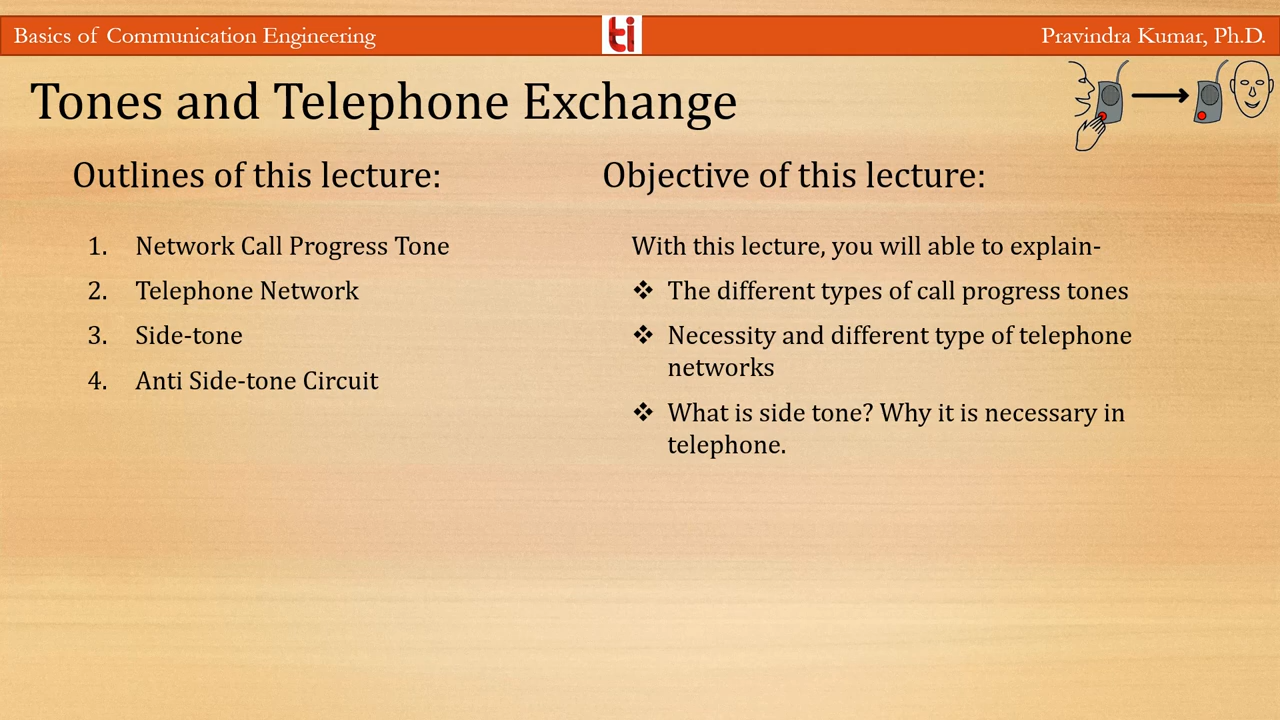 Basics of Communication Engineering
ti
Pravindra Kumar, Ph.D.
Tones and Telephone Exchange
Outlines of this lecture:
1. Network Call Progress Tone
2. Telephone Network
3. Side-tone
4. Anti Side-tone Circuit
Objective of this lecture:
With this lecture, you will able to explain-
❖ The different types of call progress tones
❖ Necessity and different type of telephone
networks
❖ What is side tone? Why it is necessary in
telephone.